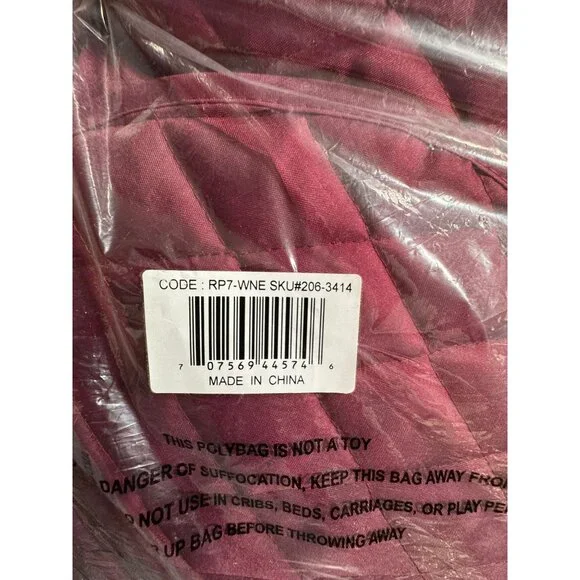 CODE : RP7-WNE SKU#206-3414
7 07569 44574 6
MADE IN CHINA
THIS POLYBAG IS NOT A TOY
DANGER OF SUFFOCATION, KEEP THIS BAG AWAY FRO
NOT USE IN CRIBS, BEDS, CARRIAGES, OR PLAY PE
UP BAG BEFORE THROWING AWAY